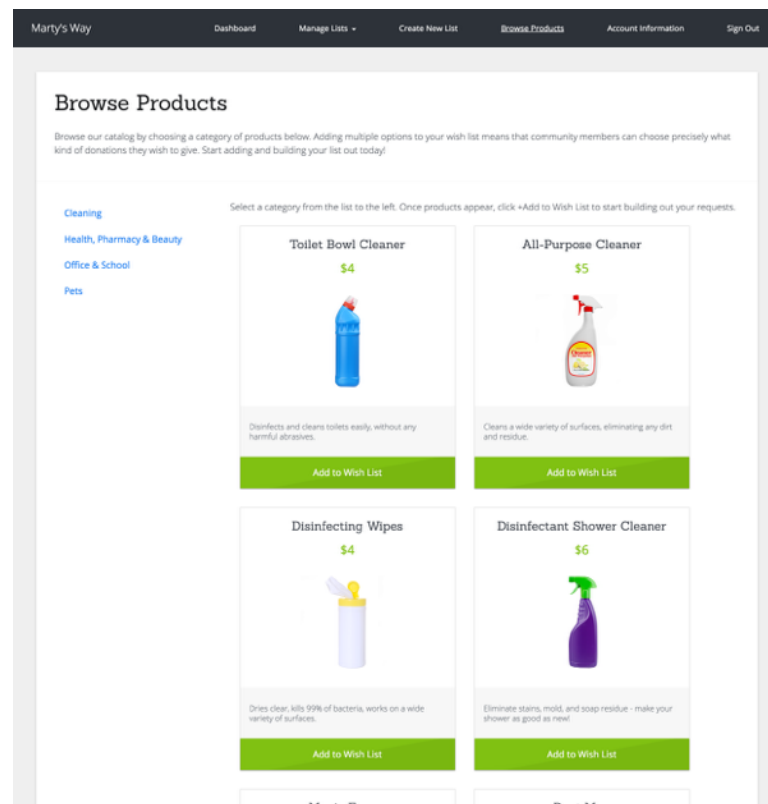 Marty's Way
Dashboard
Manage Lists
Create New List
Browse Products
Account Information
Sign Out
Browse Products
Browse our catalog by choosing a category of products below. Adding multiple options to your wish list means that community members can choose precisely what
kind of donations they wish to give. Start adding and building your list out today!
Cleaning
Health, Pharmacy & Beauty
Office & School
Pets
Select a category from the list to the left. Once products appear, click +Add to Wish List to start building out your requests.
Toilet Bowl Cleaner
$4
Disinfects and cleans toilets easily, without any
harmful abrasives.
Add to Wish List
All-Purpose Cleaner
$5
Cleaner
Cleans a wide variety of surfaces, eliminating any dirt
and residue.
Add to Wish List
Disinfecting Wipes
$4
Dries clear, kills 99% of bacteria, works on a wide
variety of surfaces.
Add to Wish List
Disinfectant Shower Cleaner
$6
Eliminate stains, mold, and soap residue - make your
shower as good as new!
Add to Wish List